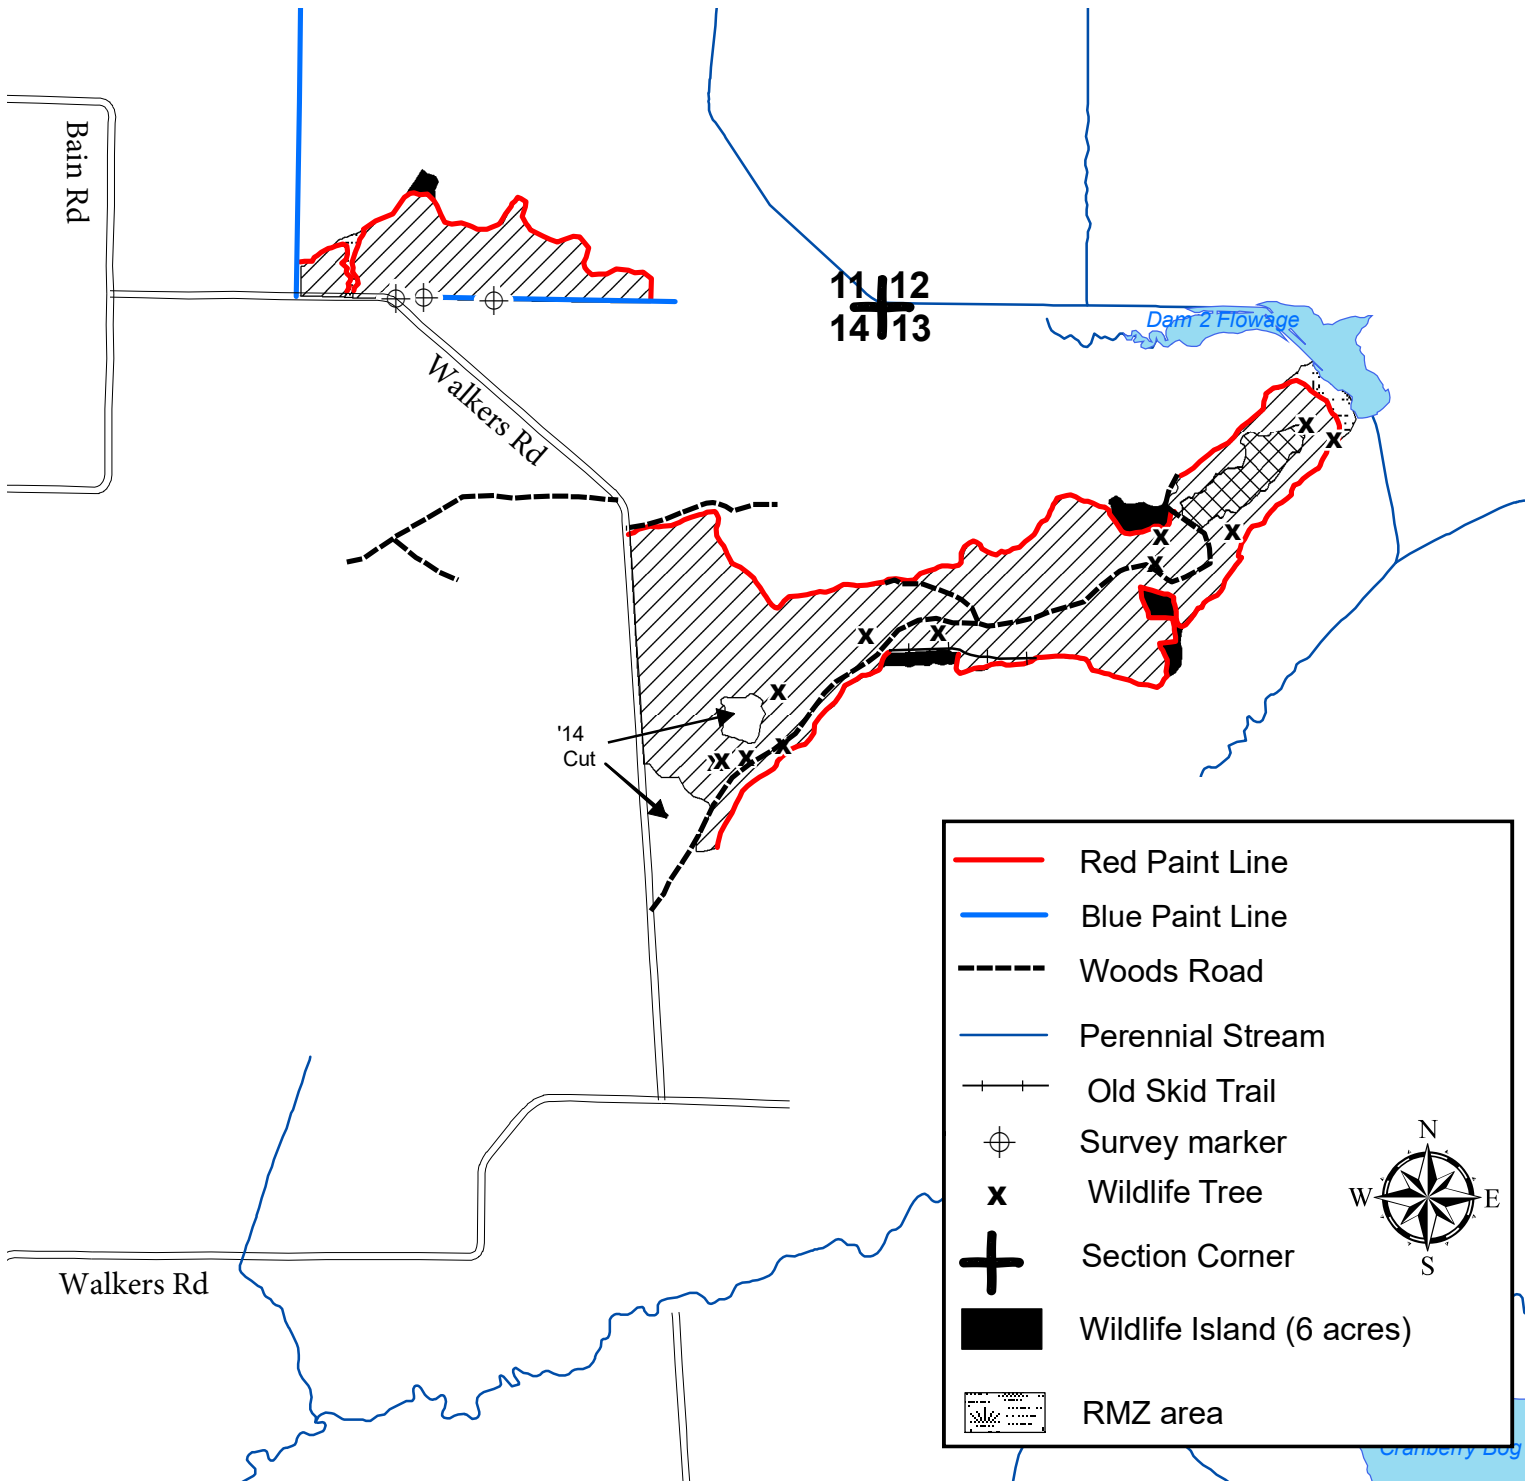 Bain Rd
11 12
14 13
Dam 2 Flowage
Walkers Rd
x
x
x
x
x
x
x
x
x
'14
Cut
x
x
x
Red Paint Line
Blue Paint Line
Woods Road
Perennial Stream
Old Skid Trail
Survey marker
N
W E
S
x Wildlife Tree
Section Corner
Walkers Rd
Wildlife Island (6 acres)
RMZ area
Cranberry Bog